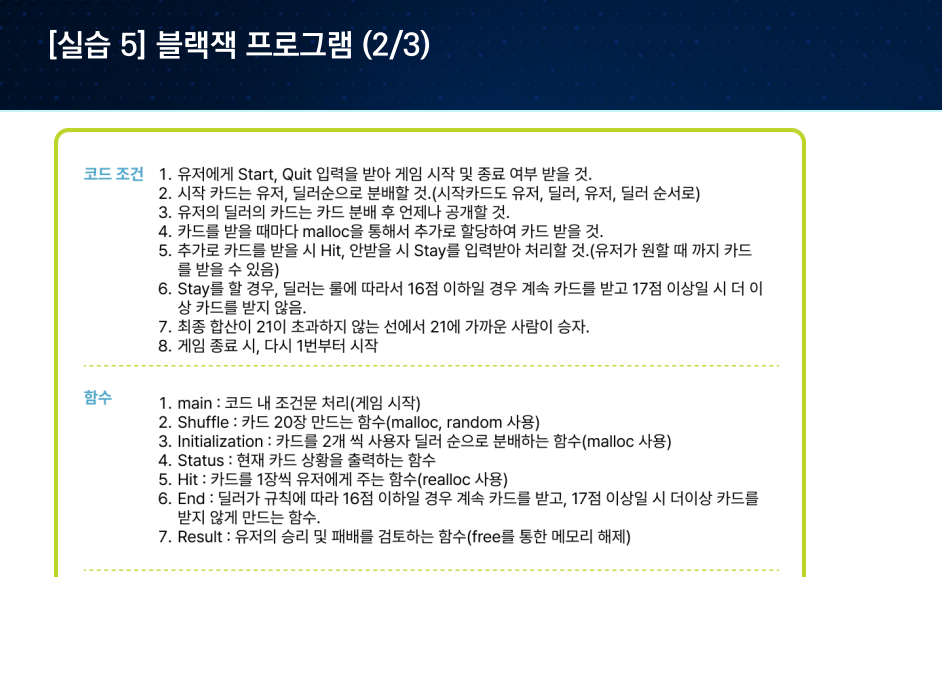 [실습 5] 블랙잭 프로그램 (2/3)
코드 조건
1. 유저에게 Start, Quit 입력을 받아 게임 시작 및 종료 여부 받을 것.
2. 시작 카드는 유저, 딜러순으로 분배할 것.(시작카드도 유저, 딜러, 유저, 딜러 순서로)
3. 유저의 딜러의 카드는 카드 분배 후 언제나 공개할 것.
4. 카드를 받을 때마다 malloc을 통해서 추가로 할당하여 카드 받을 것.
5. 추가로 카드를 받을 시 Hit, 안받을 시 Stay를 입력받아 처리할 것.(유저가 원할 때 까지 카드
를 받을 수 있음)
6. Stay를 할 경우, 딜러는 룰에 따라서 16점 이하일 경우 계속 카드를 받고 17점 이상일 시 더 이
상 카드를 받지 않음.
7. 최종 합산이 21이 초과하지 않는 선에서 21에 가까운 사람이 승자.
8. 게임 종료 시, 다시 1번부터 시작
함수
1. main : 코드 내 조건문 처리(게임 시작)
2. Shuffle : 카드 20장 만드는 함수(malloc, random 사용)
3. Initialization : 카드를 2개 씩 사용자 딜러 순으로 분배하는 함수(malloc 사용)
4. Status : 현재 카드 상황을 출력하는 함수
5. Hit : 카드를 1장씩 유저에게 주는 함수(realloc 사용)
6. End : 딜러가 규칙에 따라 16점 이하일 경우 계속 카드를 받고, 17점 이상일 시 더이상 카드를
받지 않게 만드는 함수.
7. Result : 유저의 승리 및 패배를 검토하는 함수(free를 통한 메모리 해제)